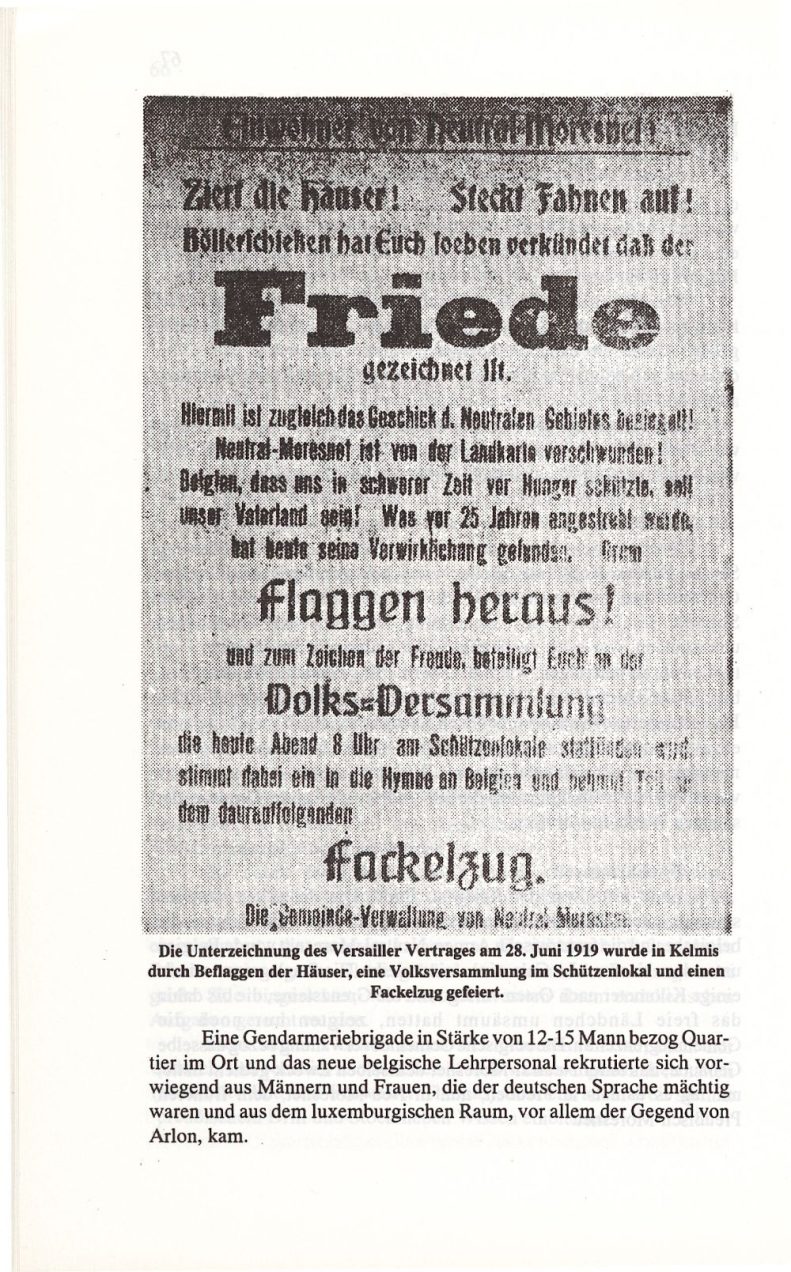 Einwohner von Neutral-Moresnet!
Ziert die Häuser! Steckt Fahnen auf!
Böllerschießen hat Euch soeben verkündet daß der
Friede
gezeichnet ist.
Hiermit ist zugleich das Geschick d. Neutralen Gebietes besiegelt!
Neutral-Moresnet ist von der Landkarte verschwunden!
Belgien, dass uns in schwerer Zeit vor Hunger schützte, soll
unser Vaterland sein! Was vor 25 Jahren angestrebt wurde,
hat heute seine Verwirklichung gefunden. Drum
Flaggen heraus!
und zum Zeichen der Freude, beteiligt Euch an der
Volks=Versammlung
die heute Abend 8 Uhr am Schützenlokale stattfinden wird,
stimmt dabei ein in die Hymne an Belgien und nehmt Teil an
dem darauffolgenden
Fackelzug.
Die Gemeinde-Verwaltung von Neutral-Moresnet.
Die Unterzeichnung des Versailler Vertrages am 28. Juni 1919 wurde in Kelmis
durch Beflaggen der Häuser, eine Volksversammlung im Schützenlokal und einen
Fackelzug gefeiert.
Eine Gendarmeriebrigade in Stärke von 12-15 Mann bezog Quar-
tier im Ort und das neue belgische Lehrpersonal rekrutierte sich vor-
wiegend aus Männern und Frauen, die der deutschen Sprache mächtig
waren und aus dem luxemburgischen Raum, vor allem der Gegend von
Arlon, kam.